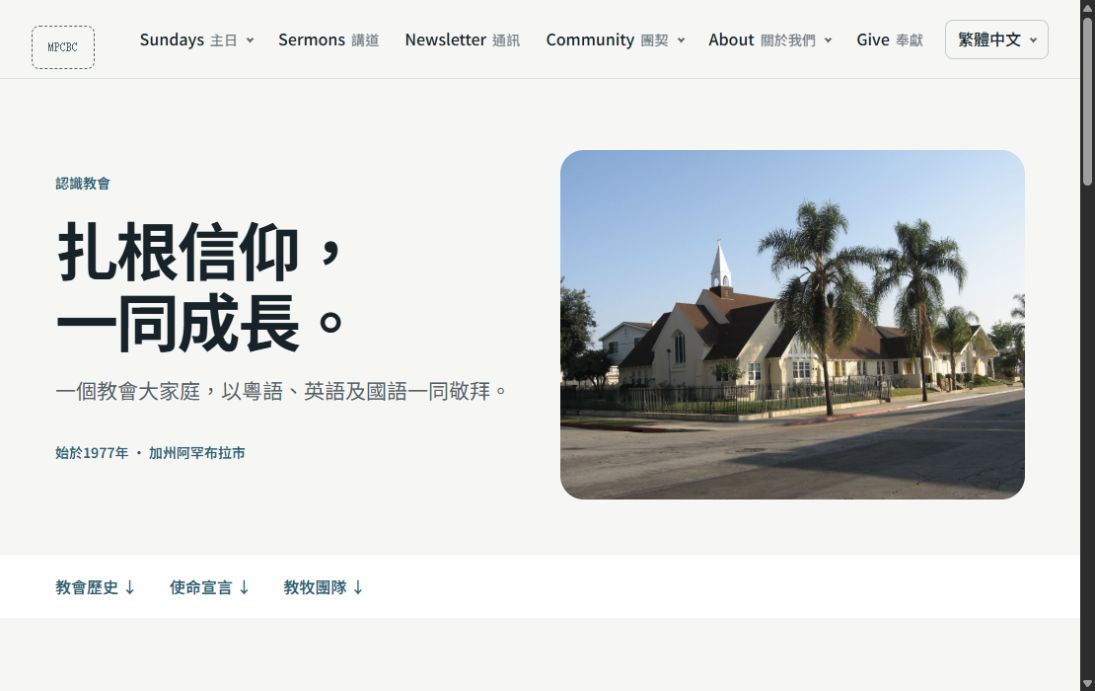 MPCBC
Sundays 主日
Sermons 講道
Newsletter 通訊
Community 團契
About 關於我們
Give 奉獻
繁體中文
認識教會
扎根信仰，
一同成長。
一個教會大家庭，以粵語、英語及國語一同敬拜。
始於1977年 · 加州阿罕布拉市
教會歷史 ↓
使命宣言 ↓
教牧團隊 ↓